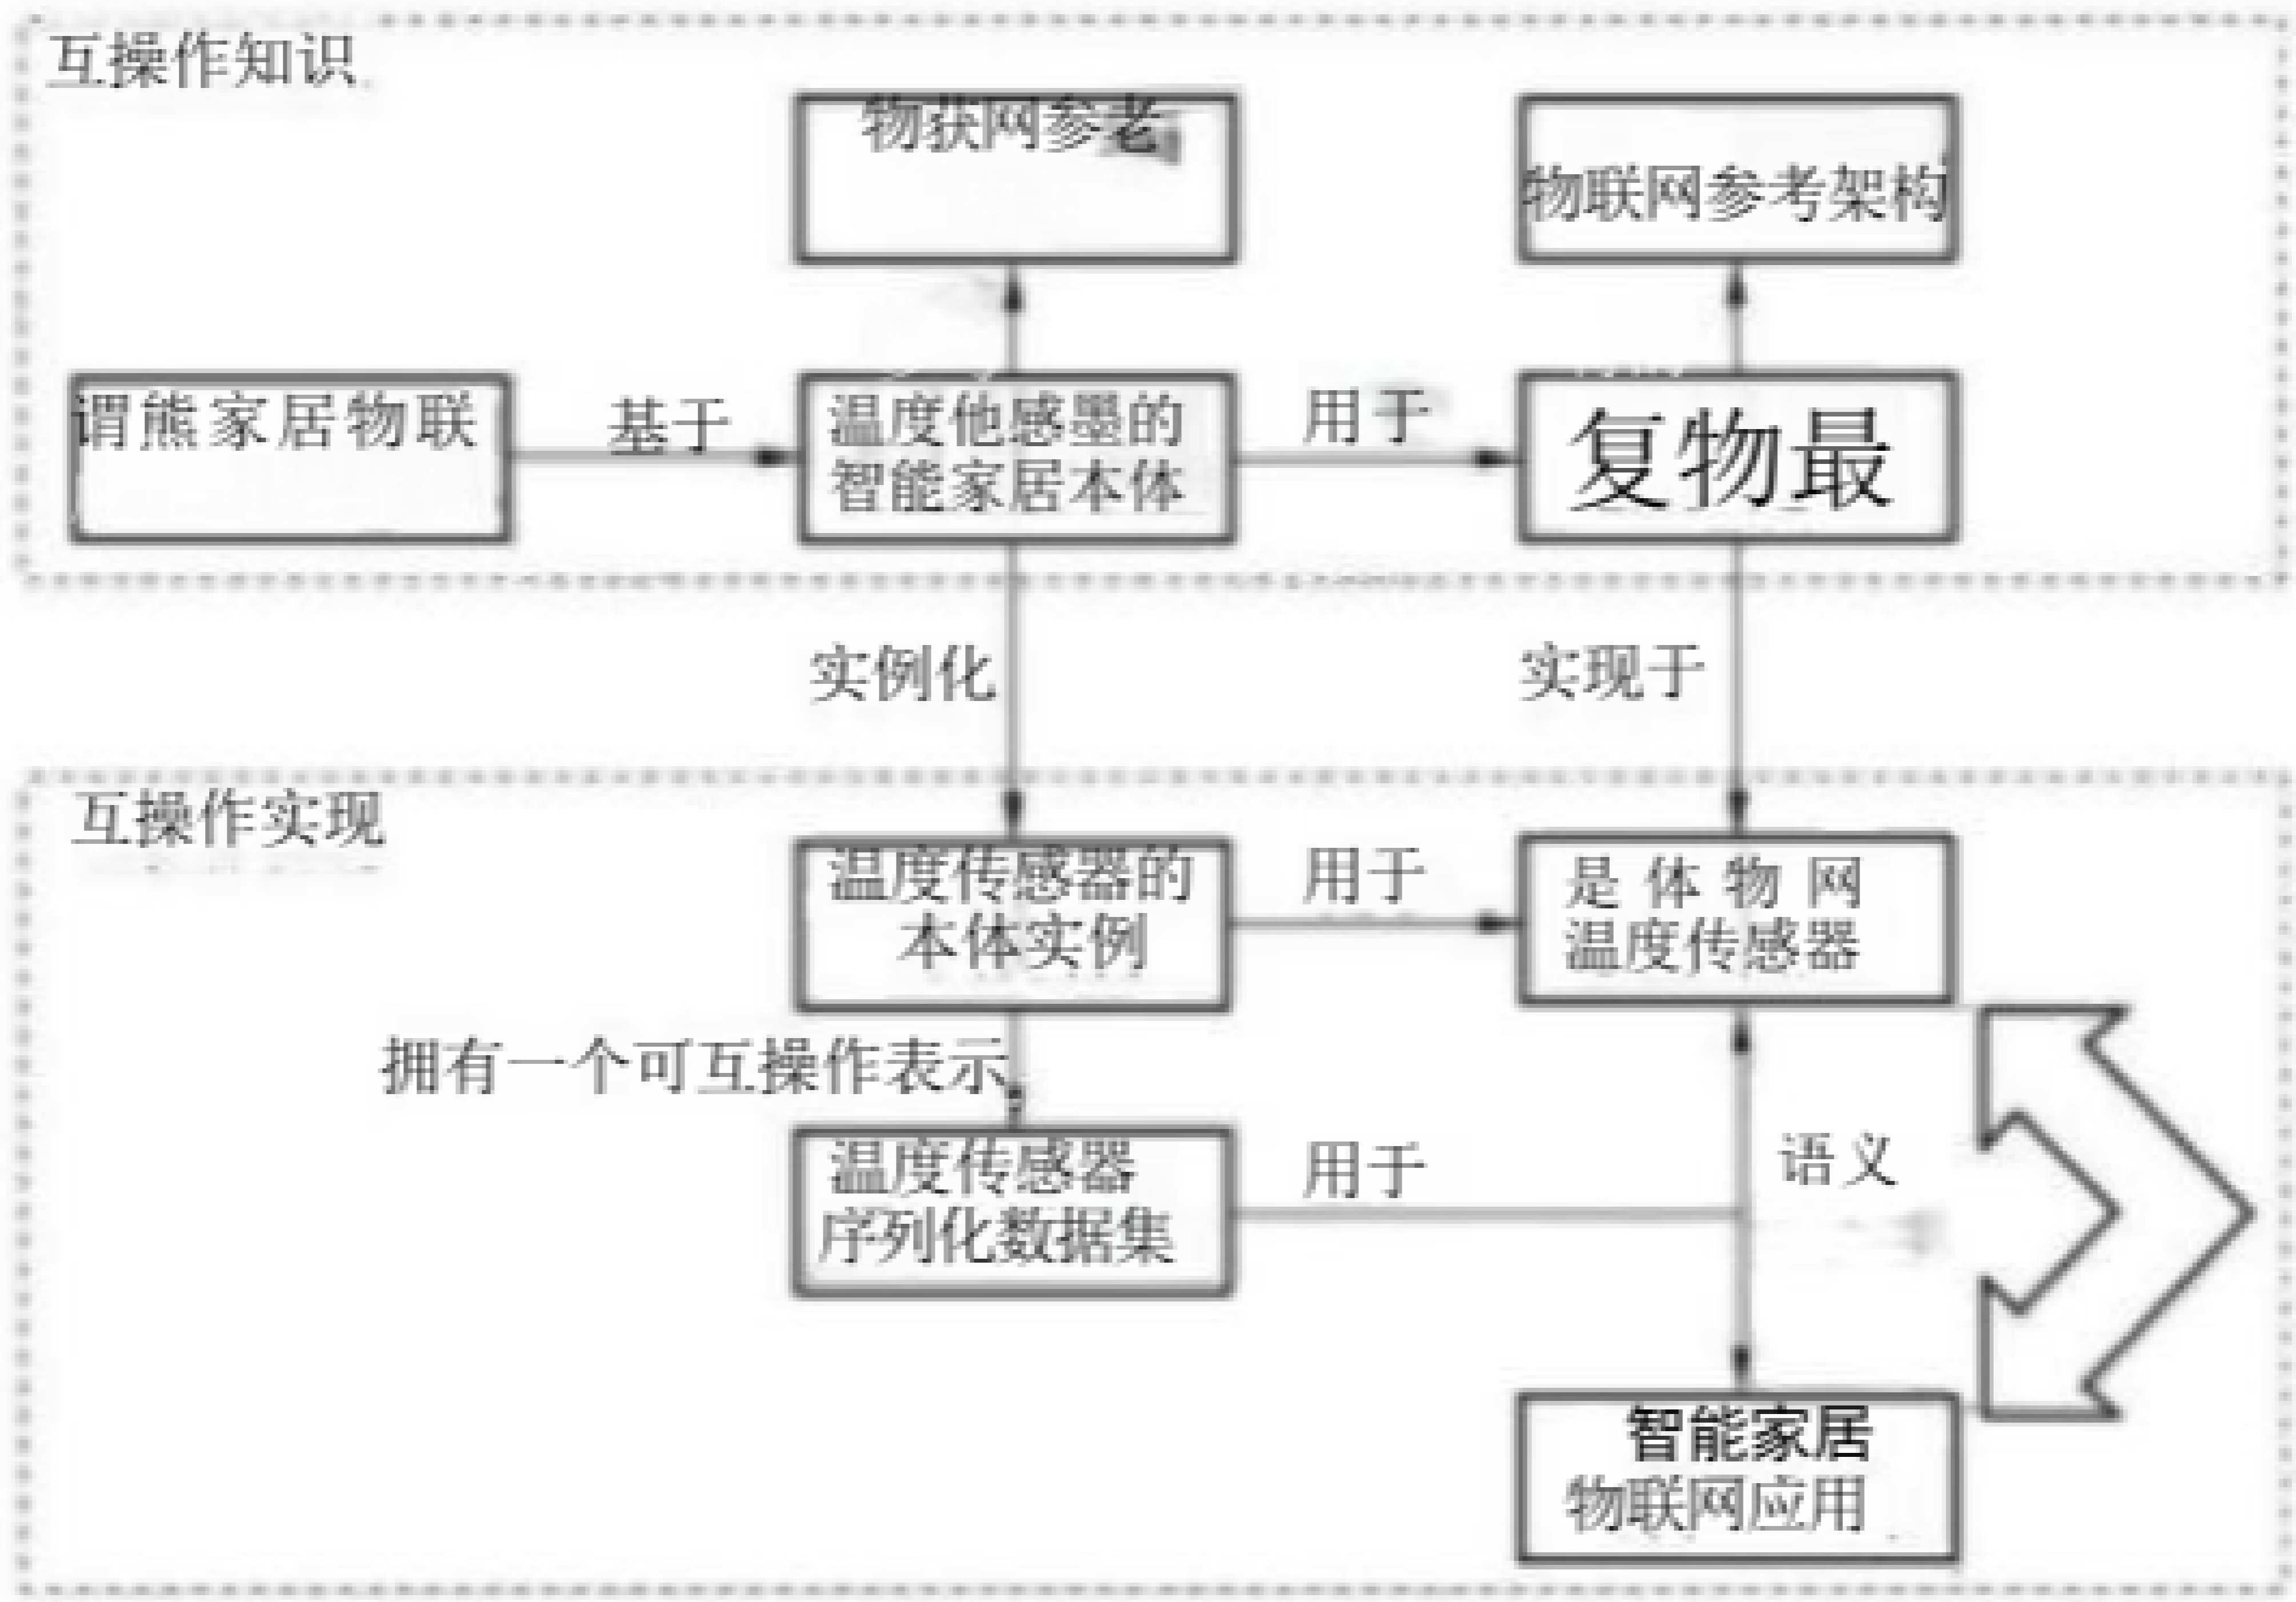 互操作知识
物获网参老
物联网参考架构
谓熊家居物联
基于
温度他感墨的
智能家居本体
用于
复物最
实例化
实现于
互操作实现
温度传感器的
本体实例
用于
是体物网
温度传感器
拥有一个可互操作表示
温度传感器
序列化数据集
用于
语义
智能家居
物联网应用